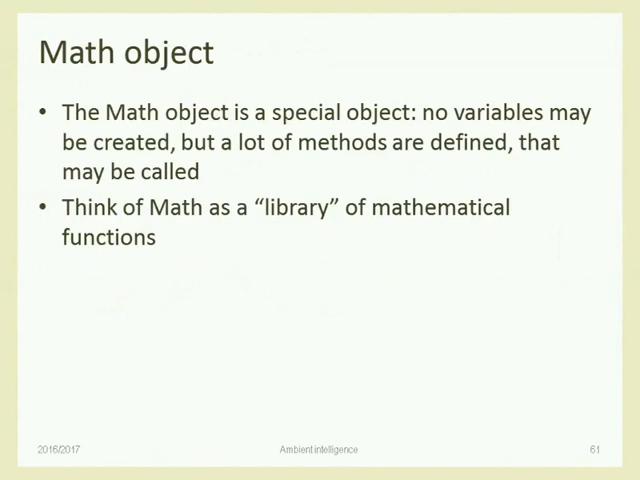 Math object
• The Math object is a special object: no variables may
be created, but a lot of methods are defined, that
may be called
• Think of Math as a “library” of mathematical
functions
2016/2017
Ambient intelligence
61